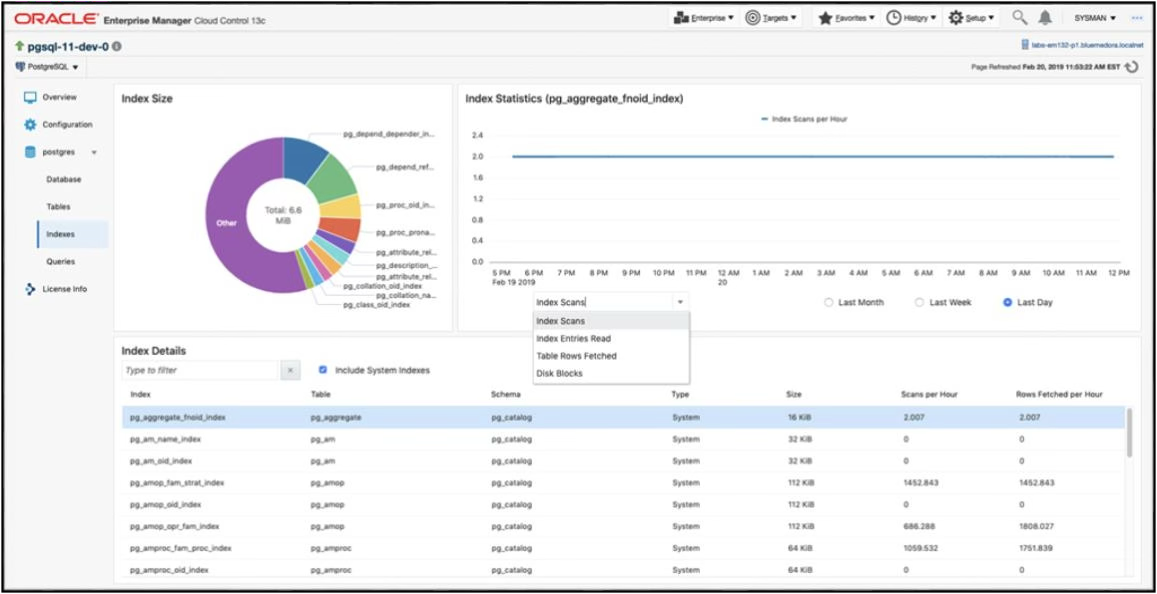 ORACLE Enterprise Manager Cloud Control 13c Enterprise Targets Favorites History Setup SYSMAN
pgsql-11-dev-0 labs-em132-p1.bluemedora.localnet
PostgreSQL Page Refreshed Feb 20, 2019 11:53:22 AM EST
Overview
Configuration
postgres
Database
Tables
Indexes
Queries
License Info
Index Size
pg_depend_depender_in...
pg_depend_ref...
pg_proc_oid_in...
pg_proc_prona...
pg_attribute_rel...
pg_description_...
pg_attribute_rel...
pg_collation_oid_index
pg_collation_na...
pg_class_oid_index
Other
Total: 6.6
MiB
Index Statistics (pg_aggregate_fnoid_index)
Index Scans per Hour
2.4
2.0
1.6
1.2
0.8
0.4
0.0
5 PM 6 PM 7 PM 8 PM 9 PM 10 PM 11 PM 12 AM 1 AM 2 AM 3 AM 4 AM 5 AM 6 AM 7 AM 8 AM 9 AM 10 AM 11 AM 12 PM
Feb 19 2019 20
Index Scans Last Month Last Week Last Day
Index Scans
Index Entries Read
Table Rows Fetched
Disk Blocks
Index Details
Type to filter Include System Indexes
Index Table Schema Type Size Scans per Hour Rows Fetched per Hour
pg_aggregate_fnoid_index pg_aggregate pg_catalog System 16 KiB 2.007 2.007
pg_am_name_index pg_am pg_catalog System 32 KiB 0 0
pg_am_oid_index pg_am pg_catalog System 32 KiB 0 0
pg_amop_fam_strat_index pg_amop pg_catalog System 112 KiB 1452.843 1452.843
pg_amop_oid_index pg_amop pg_catalog System 112 KiB 0 0
pg_amop_opr_fam_index pg_amop pg_catalog System 112 KiB 686.288 1808.027
pg_amproc_fam_proc_index pg_amproc pg_catalog System 64 KiB 1059.532 1751.839
pg_amproc_oid_index pg_amproc pg_catalog System 64 KiB 0 0